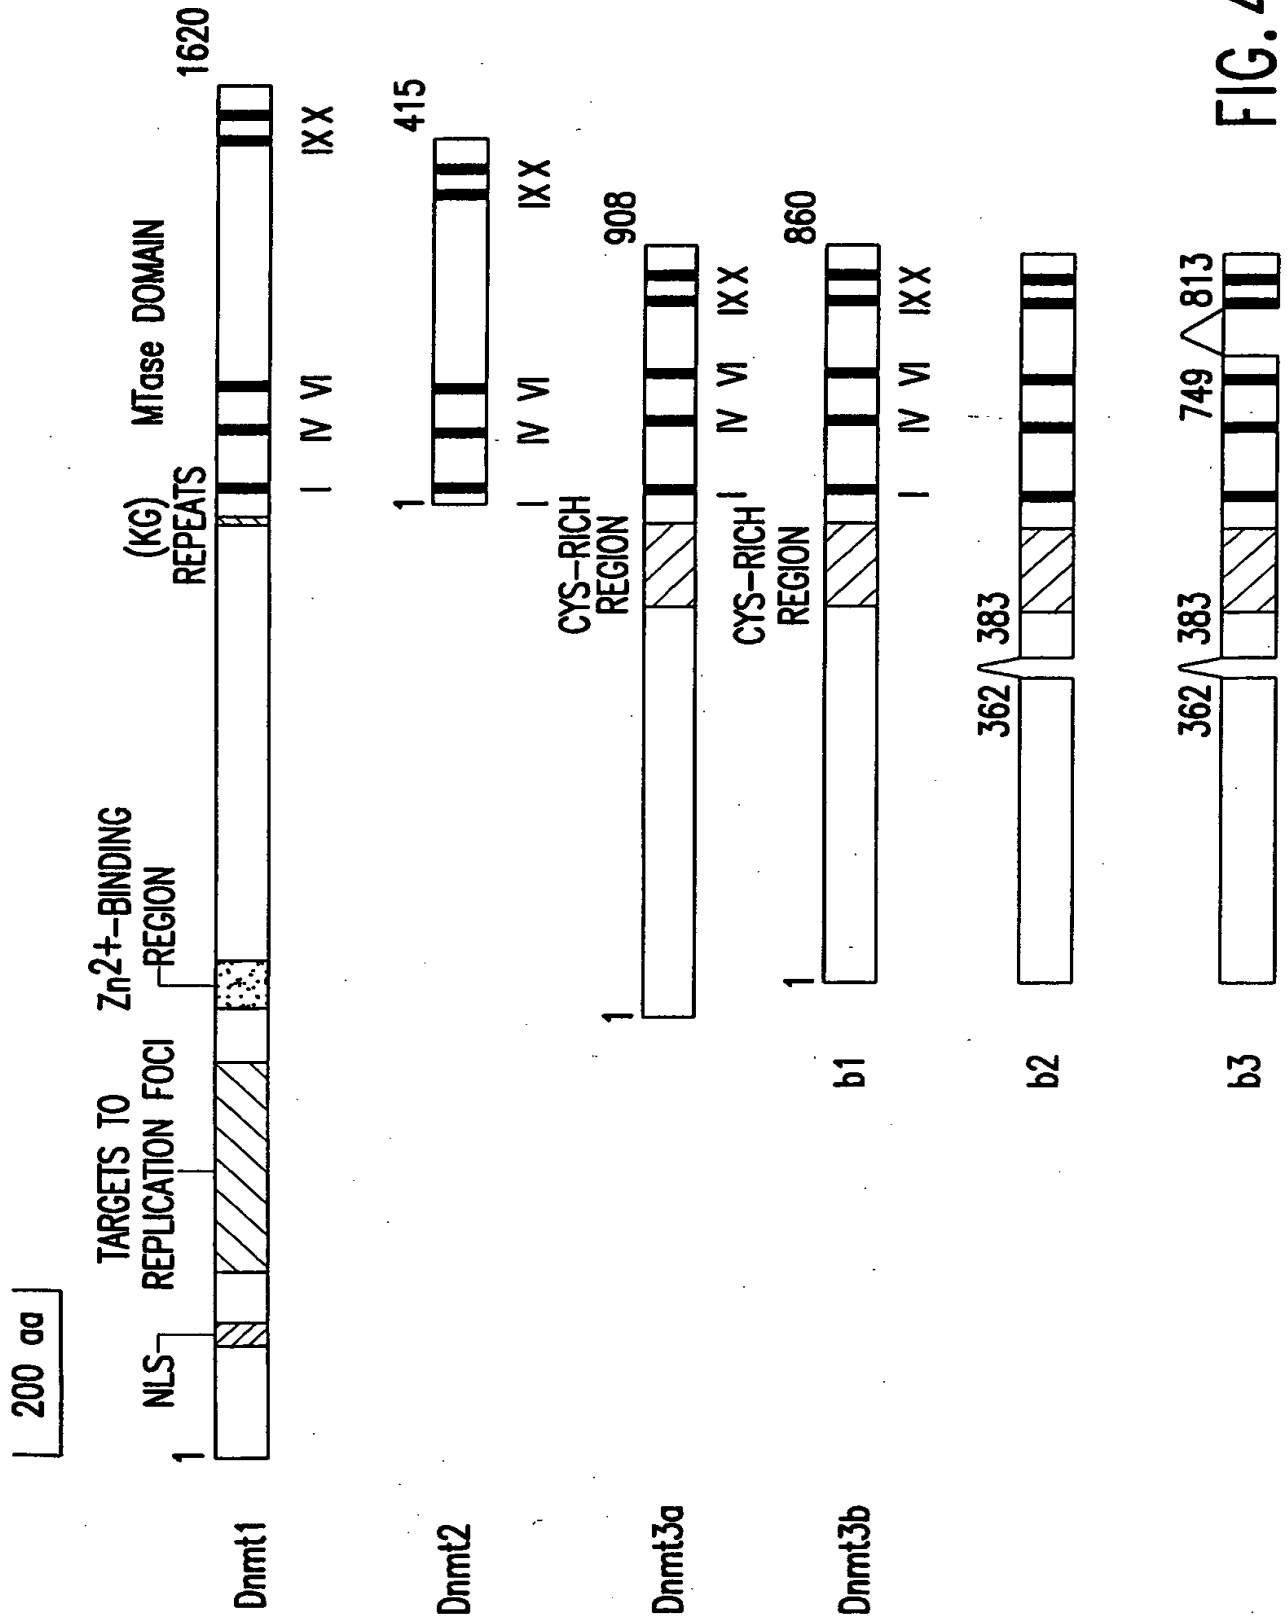 200 aa
Dnmt1
1
NLS
TARGETS TO
REPLICATION FOCI
Zn2+-BINDING
REGION
(KG)
REPEATS
MTase DOMAIN
1620
I IV VI IX X
Dnmt2
1
415
I IV VI IX X
Dnmt3a
1
CYS-RICH
REGION
908
I IV VI IX X
Dnmt3b
b1
1
CYS-RICH
REGION
860
I IV VI IX X
b2
362 383
b3
362 383 749 813
FIG. 4